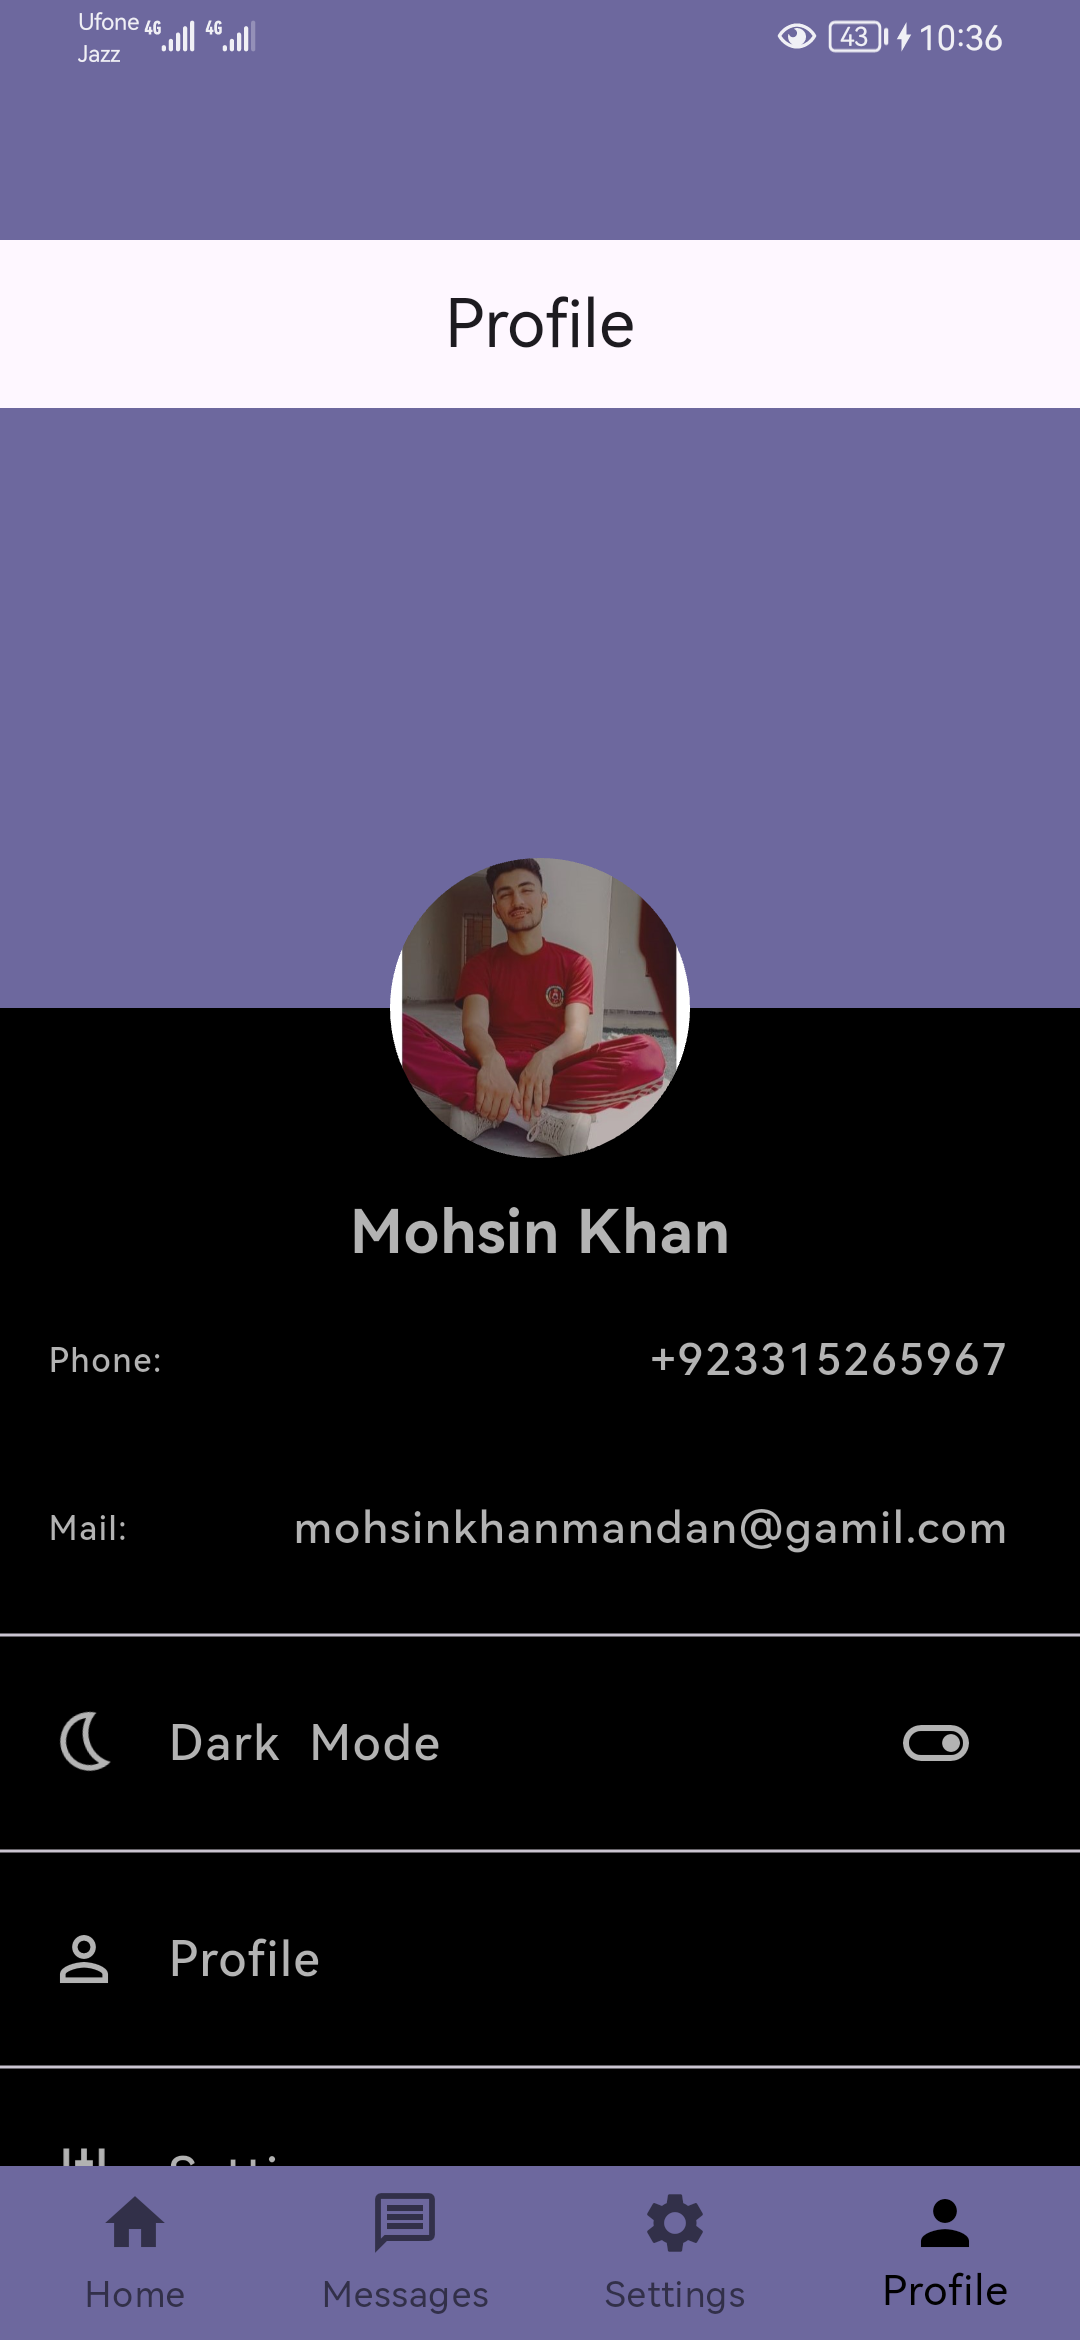 Ufone 4G 4G 43 10:36
Jazz
Profile
Mohsin Khan
Phone: +923315265967
Mail: mohsinkhanmandan@gamil.com
Dark Mode
Profile
Home Messages Settings Profile